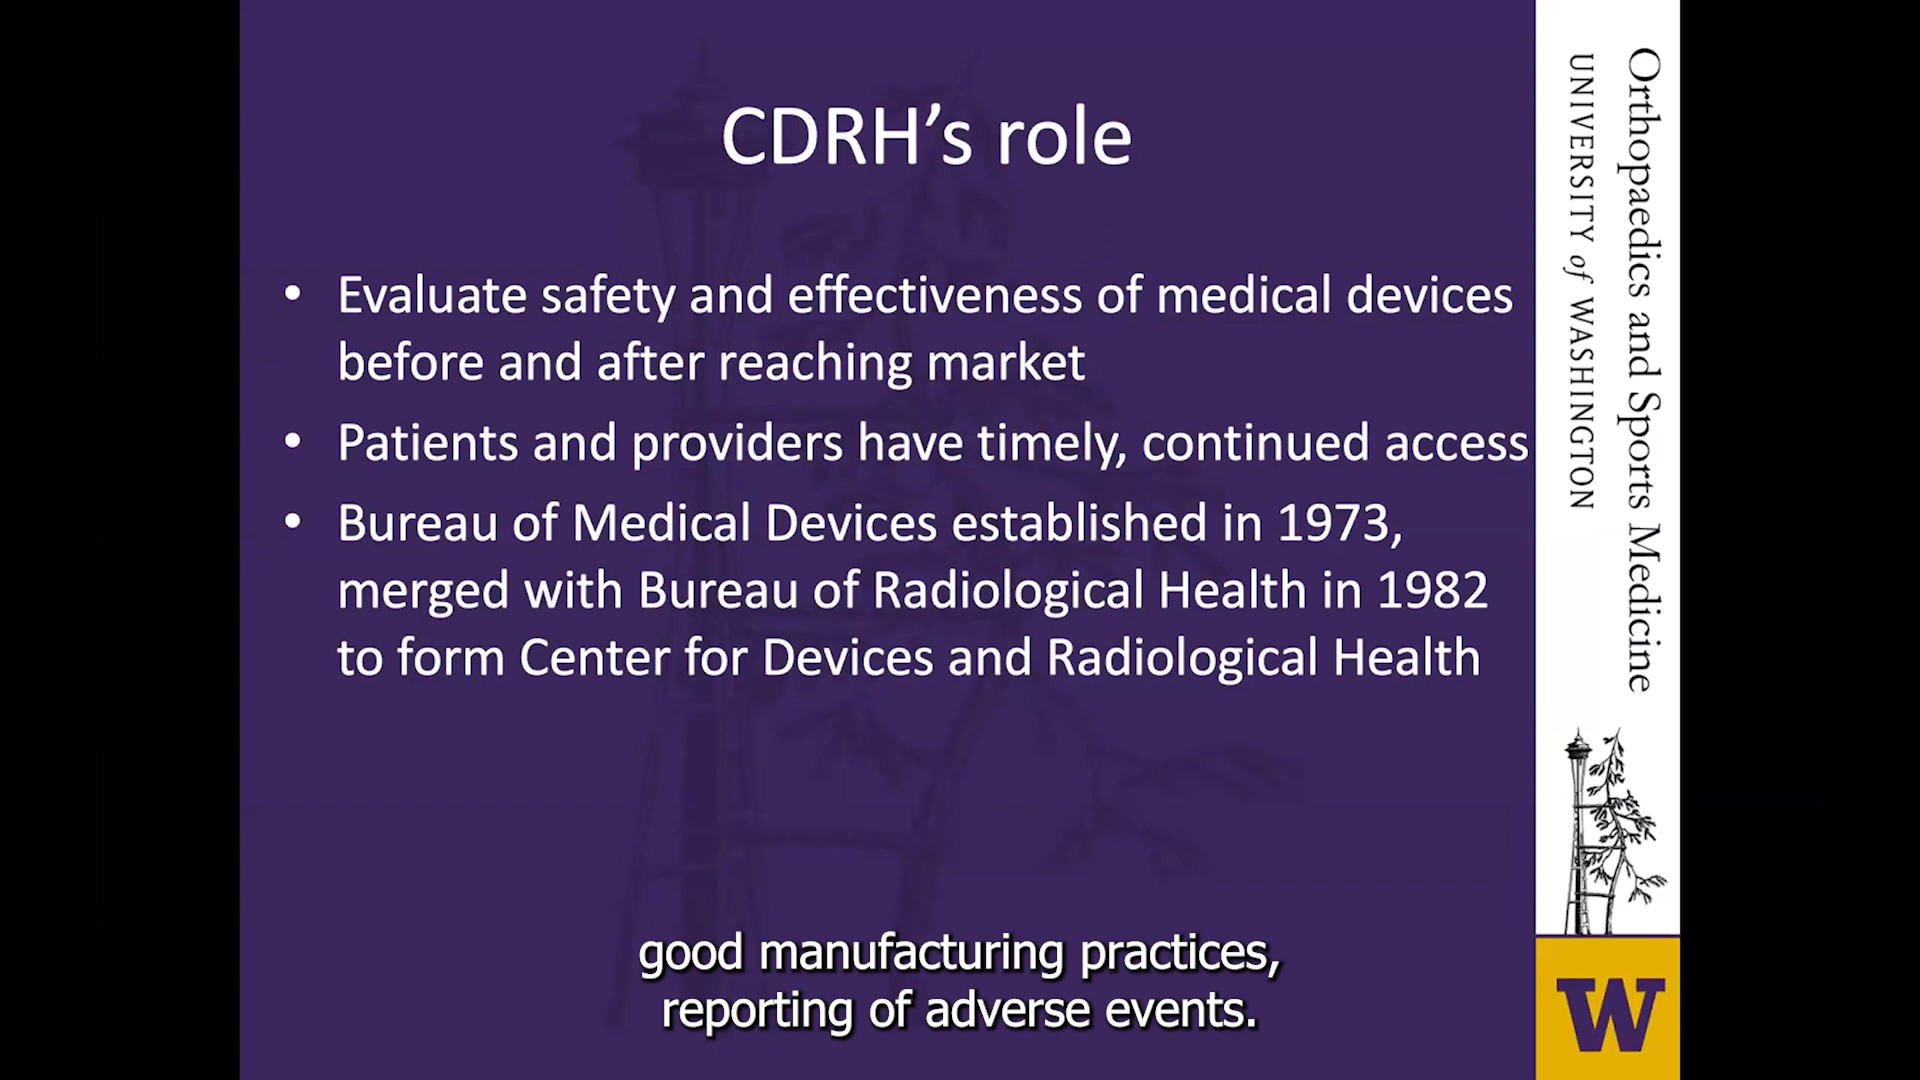 CDRH’s role
• Evaluate safety and effectiveness of medical devices
before and after reaching market
• Patients and providers have timely, continued access
• Bureau of Medical Devices established in 1973,
merged with Bureau of Radiological Health in 1982
to form Center for Devices and Radiological Health
good manufacturing practices,
reporting of adverse events.
Orthopaedics and Sports Medicine
UNIVERSITY of WASHINGTON
W